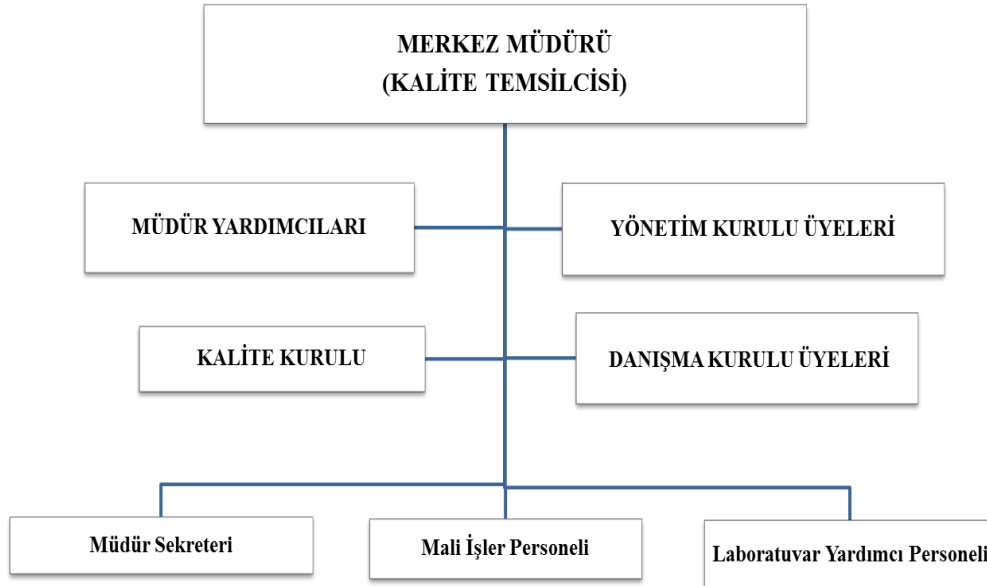 MERKEZ MÜDÜRÜ
(KALİTE TEMSİLCİSİ)
MÜDÜR YARDIMCILARI
YÖNETİM KURULU ÜYELERİ
KALİTE KURULU
DANIŞMA KURULU ÜYELERİ
Müdür Sekreteri
Mali İşler Personeli
Laboratuvar Yardımcı Personeli